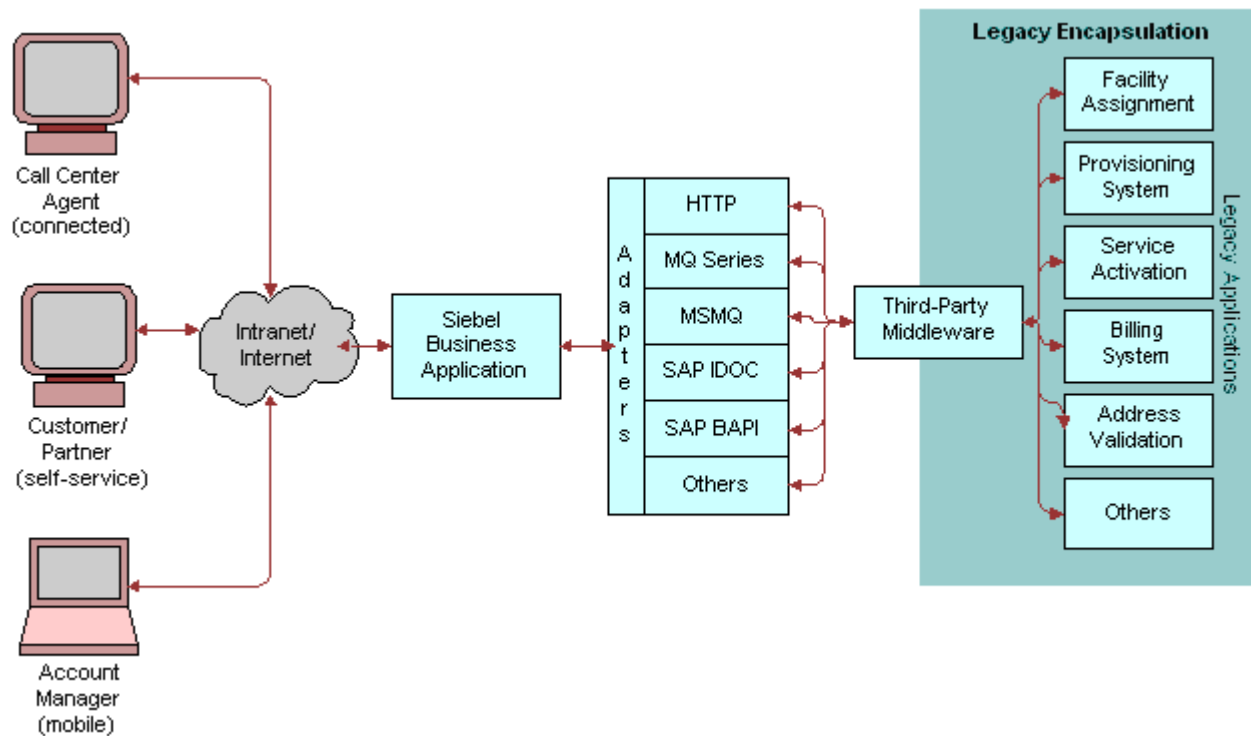 Call Center
Agent
(connected)
Customer/
Partner
(self-service)
Account
Manager
(mobile)
Intranet/
Internet
Siebel
Business
Application
Adapters
HTTP
MQ Series
MSMQ
SAP IDOC
SAP BAPI
Others
Third-Party
Middleware
Legacy Encapsulation
Facility
Assignment
Provisioning
System
Service
Activation
Billing
System
Address
Validation
Others
Legacy Applications